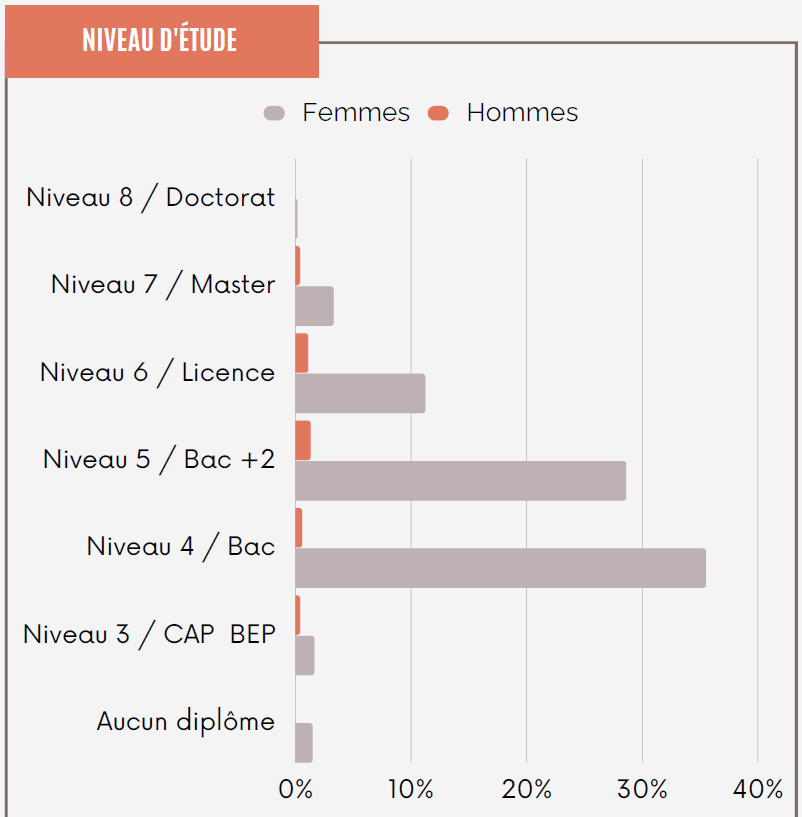 NIVEAU D'ÉTUDE
Femmes Hommes
Niveau 8 / Doctorat
Niveau 7 / Master
Niveau 6 / Licence
Niveau 5 / Bac +2
Niveau 4 / Bac
Niveau 3 / CAP BEP
Aucun diplôme
0% 10% 20% 30% 40%